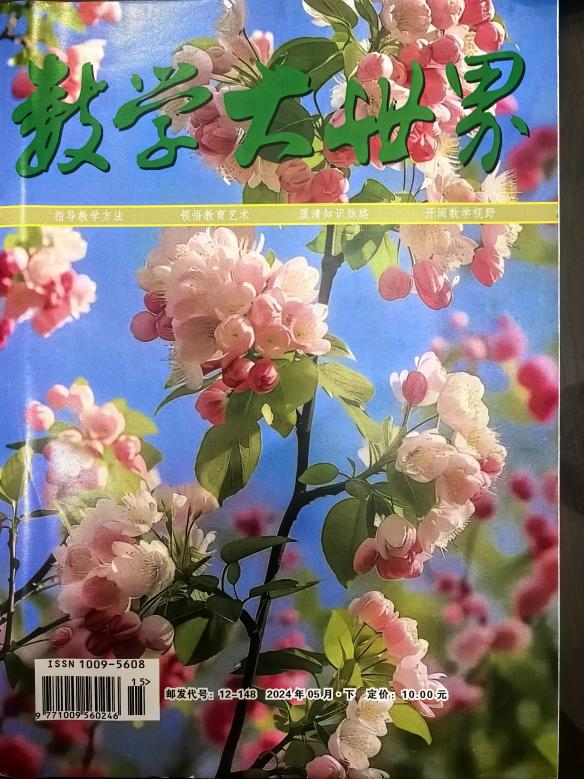 数学大世界
指导教学方法 领悟教育艺术 厘清知识脉络 开阔数学视野
ISSN 1009-5608
15>
9 771009 560246
邮发代号：12-148 2024年05月·下 定价：10.00元